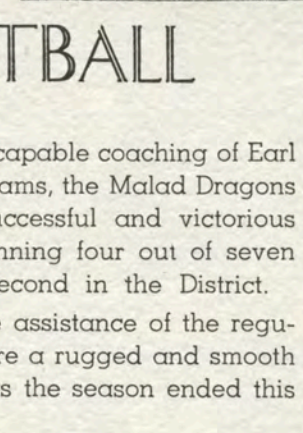 TBALL
capable coaching of Earl
ams, the Malad Dragons
uccessful and victorious
nning four out of seven
econd in the District.
assistance of the regu-
re a rugged and smooth
s the season ended this